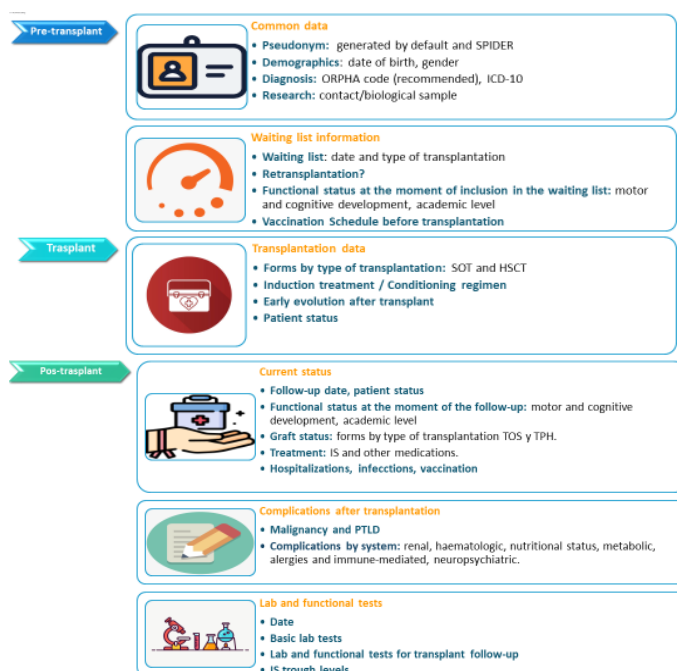 Pre-transplant
Common data
• Pseudonym: generated by default and SPIDER
• Demographics: date of birth, gender
• Diagnosis: ORPHA code (recommended), ICD-10
• Research: contact/biological sample
Waiting list information
• Waiting list: date and type of transplantation
• Retransplantation?
• Functional status at the moment of inclusion in the waiting list: motor
and cognitive development, academic level
• Vaccination Schedule before transplantation
Trasplant
Transplantation data
• Forms by type of transplantation: SOT and HSCT
• Induction treatment / Conditioning regimen
• Early evolution after transplant
• Patient status
Pos-trasplant
Current status
• Follow-up date, patient status
• Functional status at the moment of the follow-up: motor and cognitive
development, academic level
• Graft status: forms by type of transplantation TOS y TPH.
• Treatment: IS and other medications.
• Hospitalizations, infecctions, vaccination
Complications after transplantation
• Malignancy and PTLD
• Complications by system: renal, haematologic, nutritional status, metabolic,
alergies and immune-mediated, neuropsychiatric.
Lab and functional tests
• Date
• Basic lab tests
• Lab and functional tests for transplant follow-up
• IS trough levels